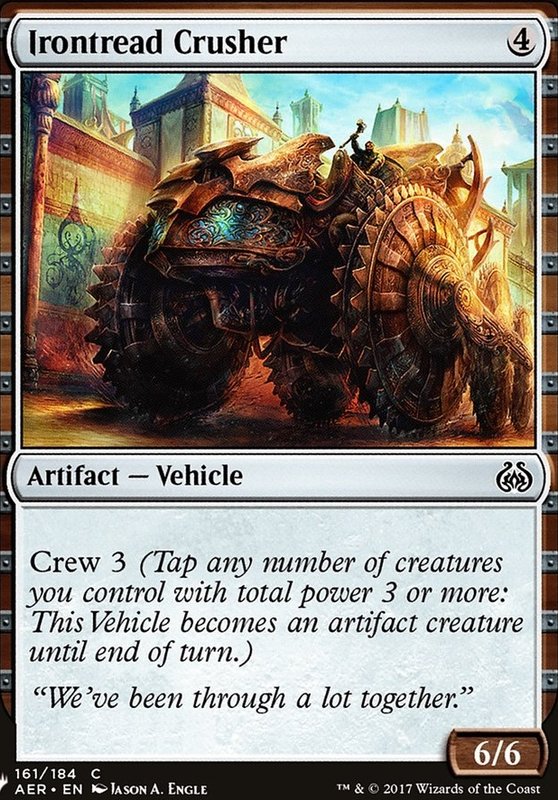 Irontread Crusher 4
Artifact — Vehicle
Crew 3 (Tap any number of creatures
you control with total power 3 or more:
This Vehicle becomes an artifact creature
until end of turn.)
“We’ve been through a lot together.”
6/6
161/184 C
AER • EN Jason A. Engle
™ & © 2017 Wizards of the Coast